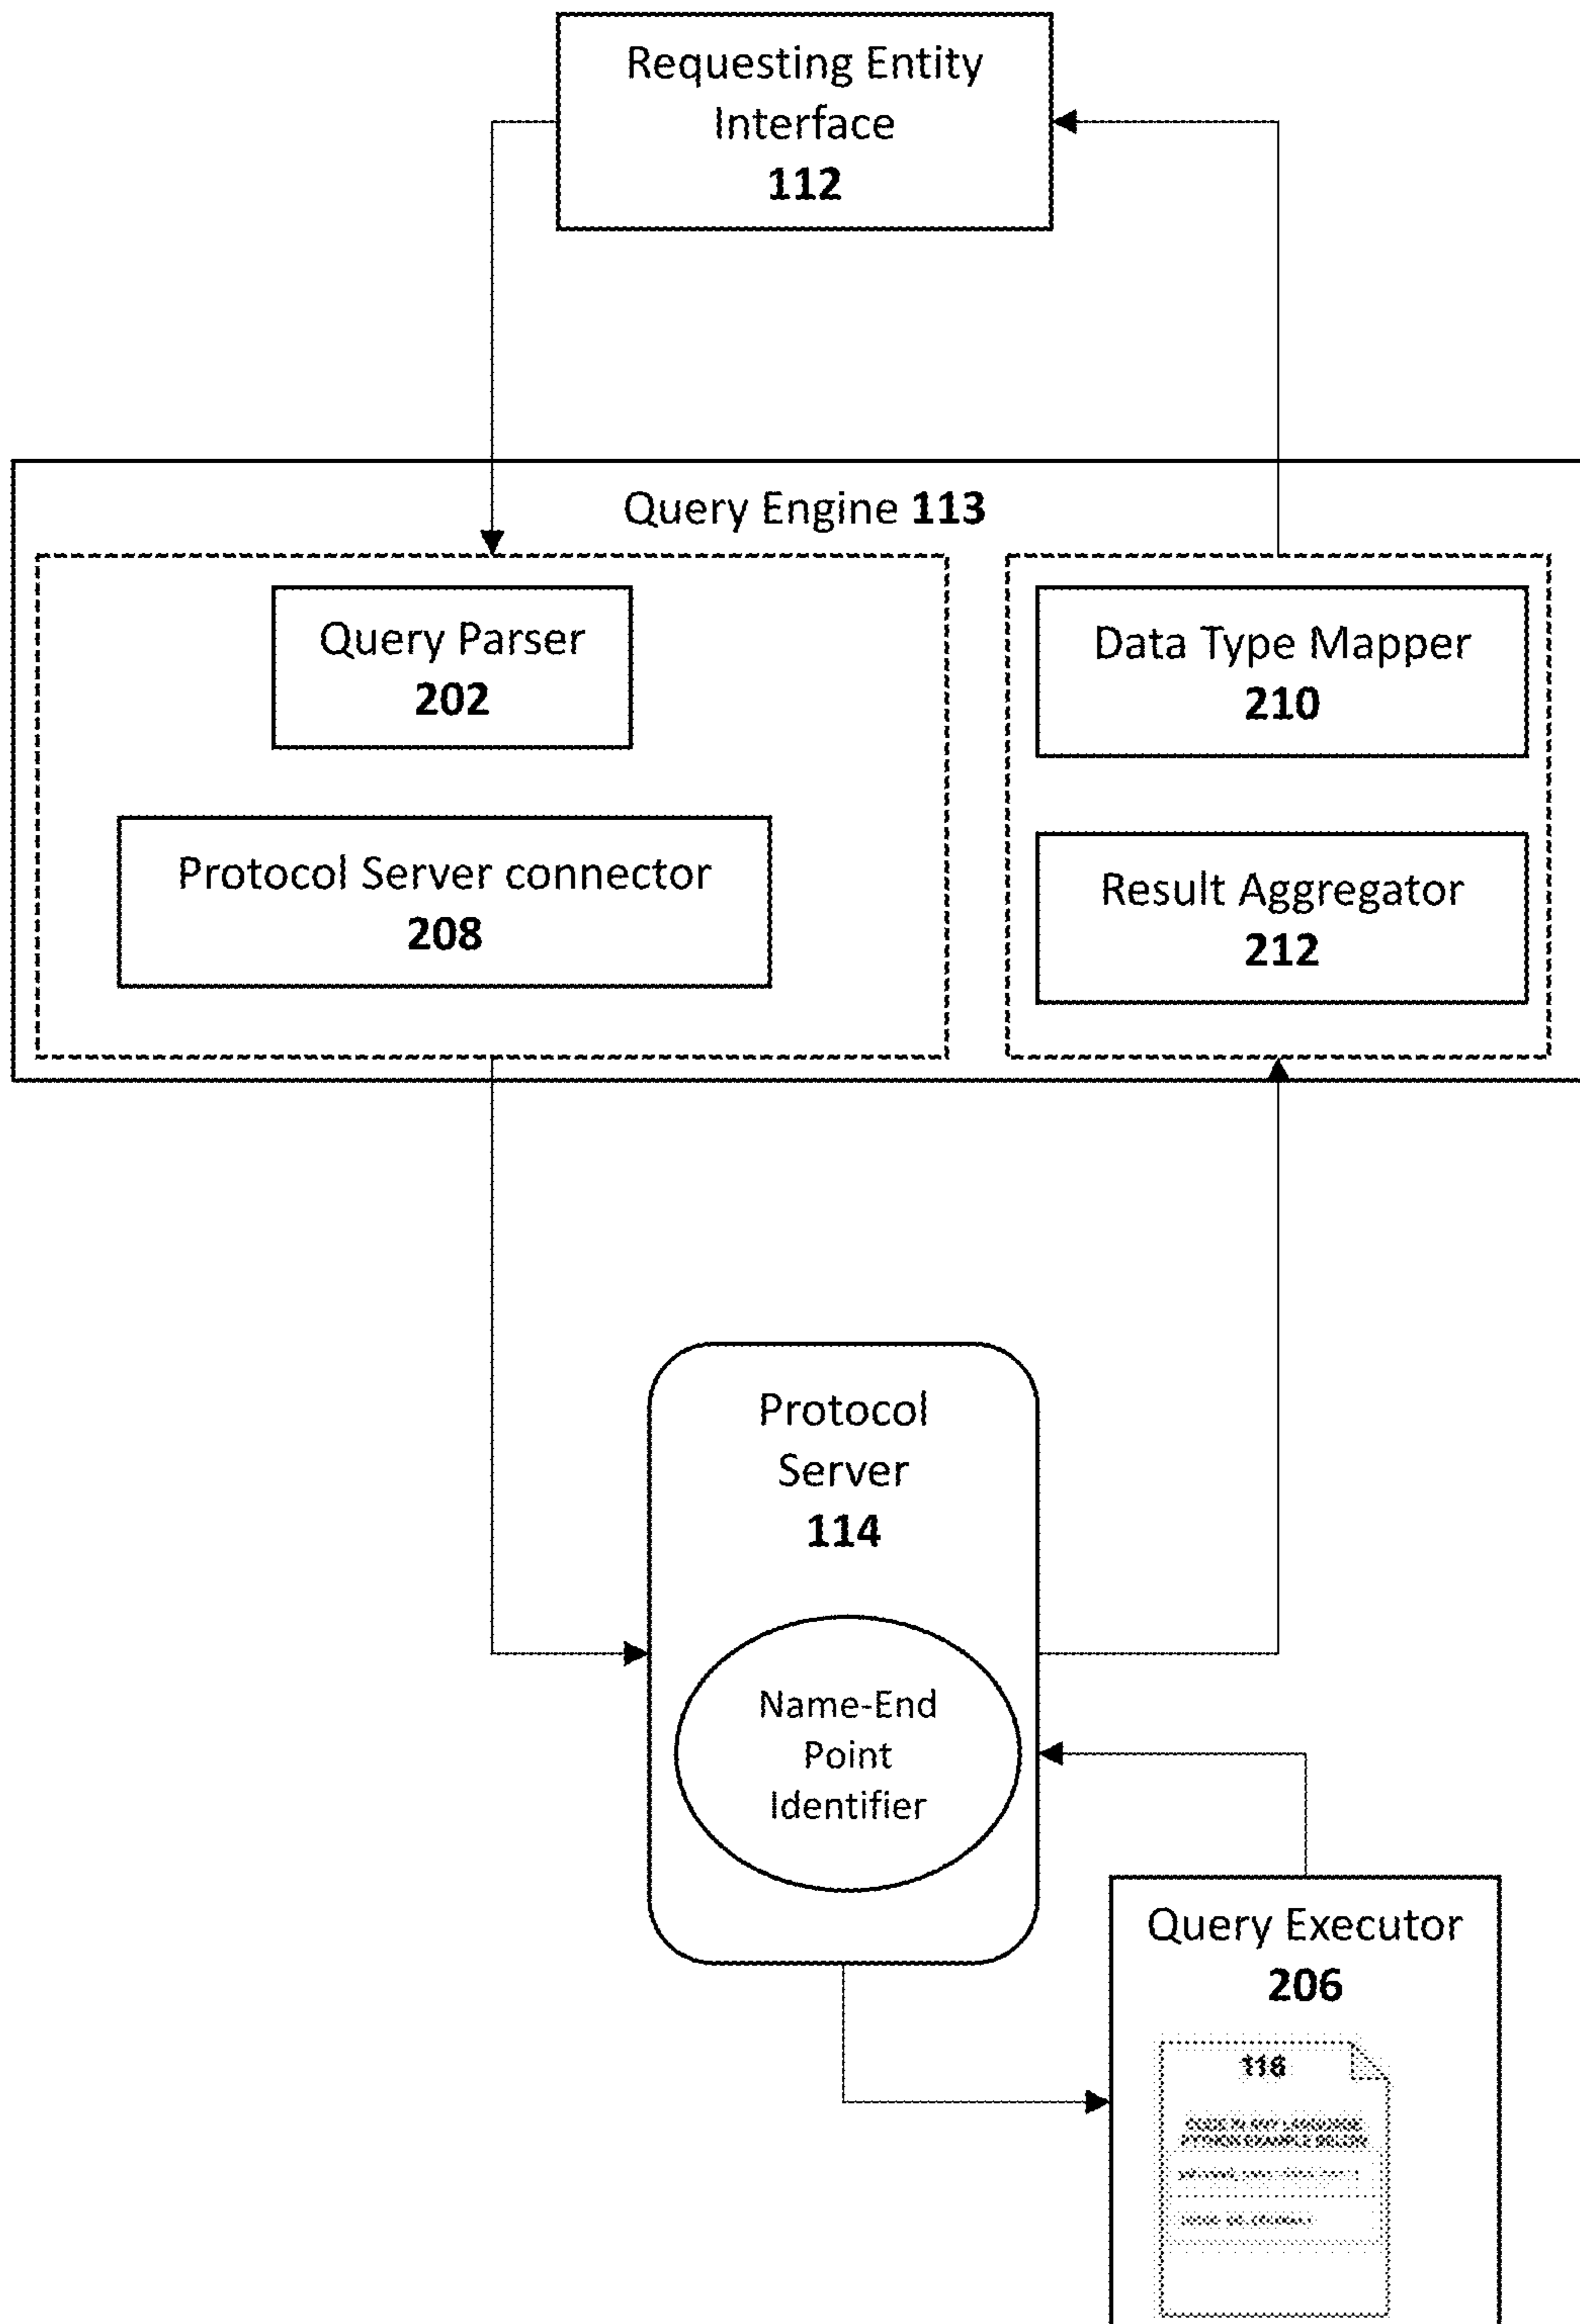 Requesting Entity
Interface
112
Query Engine 113
Query Parser
202
Protocol Server connector
208
Data Type Mapper
210
Result Aggregator
212
Protocol
Server
114
Name-End
Point
Identifier
Query Executor
206
116